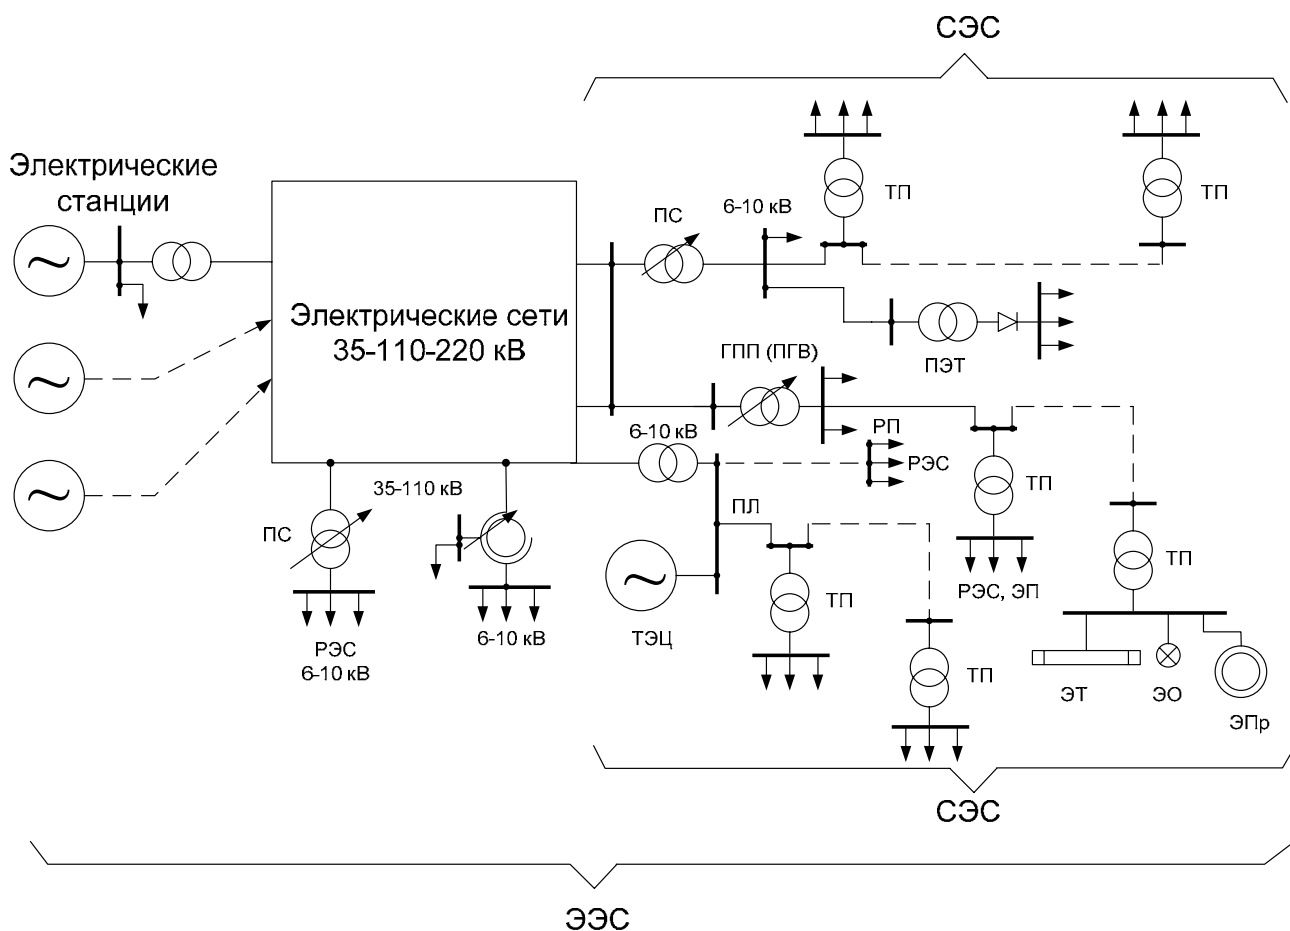 СЭС
Электрические
станции
ПС
6-10 кВ
ТП
ТП
Электрические сети
35-110-220 кВ
ГПП (ПГВ)
ПЭТ
6-10 кВ
РП
РЭС
35-110 кВ
ПС
ПЛ
ТП
ТП
РЭС, ЭП
ТЭЦ
ТП
РЭС
6-10 кВ
6-10 кВ
ТП
ЭТ
ЭО
ЭПр
СЭС
ЭЭС